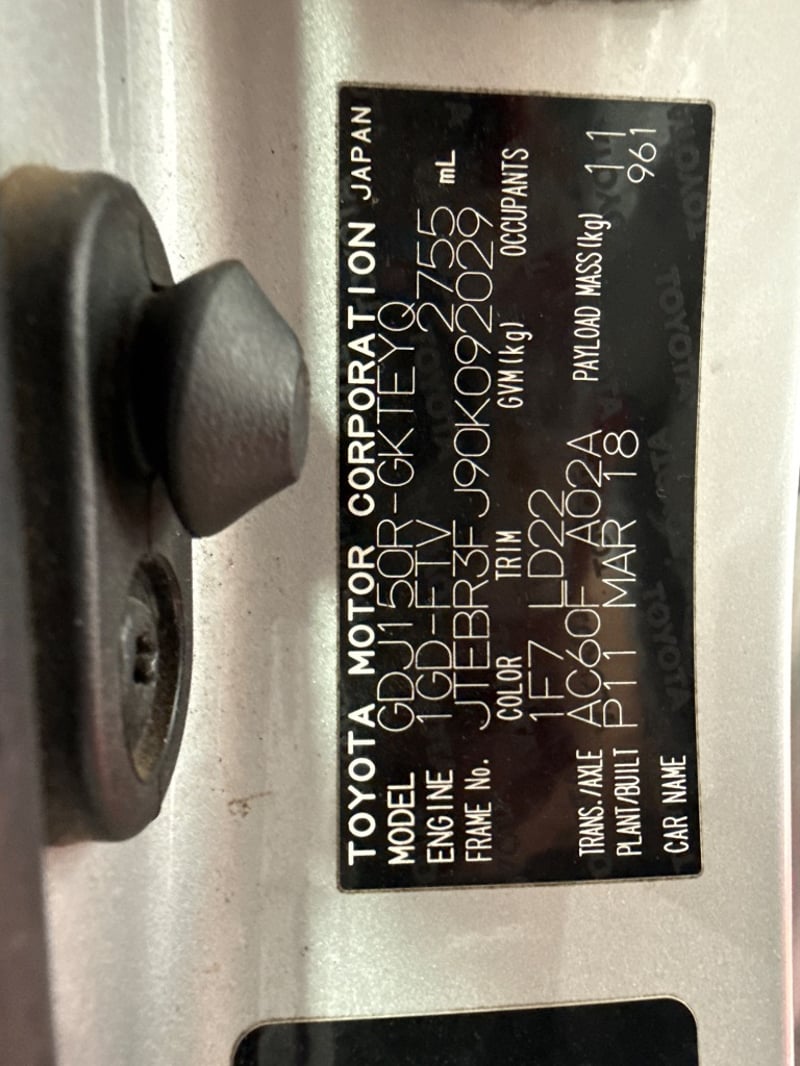 TOYOTA MOTOR CORPORATION JAPAN
MODEL GDJ150R-GKTEYQ
ENGINE 1GD-FTV 2755 mL
FRAME No. JTEBR3FJ90K092029
COLOR TRIM GVM(kg) OCCUPANTS
1F7 LD22
TRANS./AXLE AC60F A02A PAYLOAD MASS(kg) 11
PLANT/BUILT P11 MAR 18 961
CAR NAME